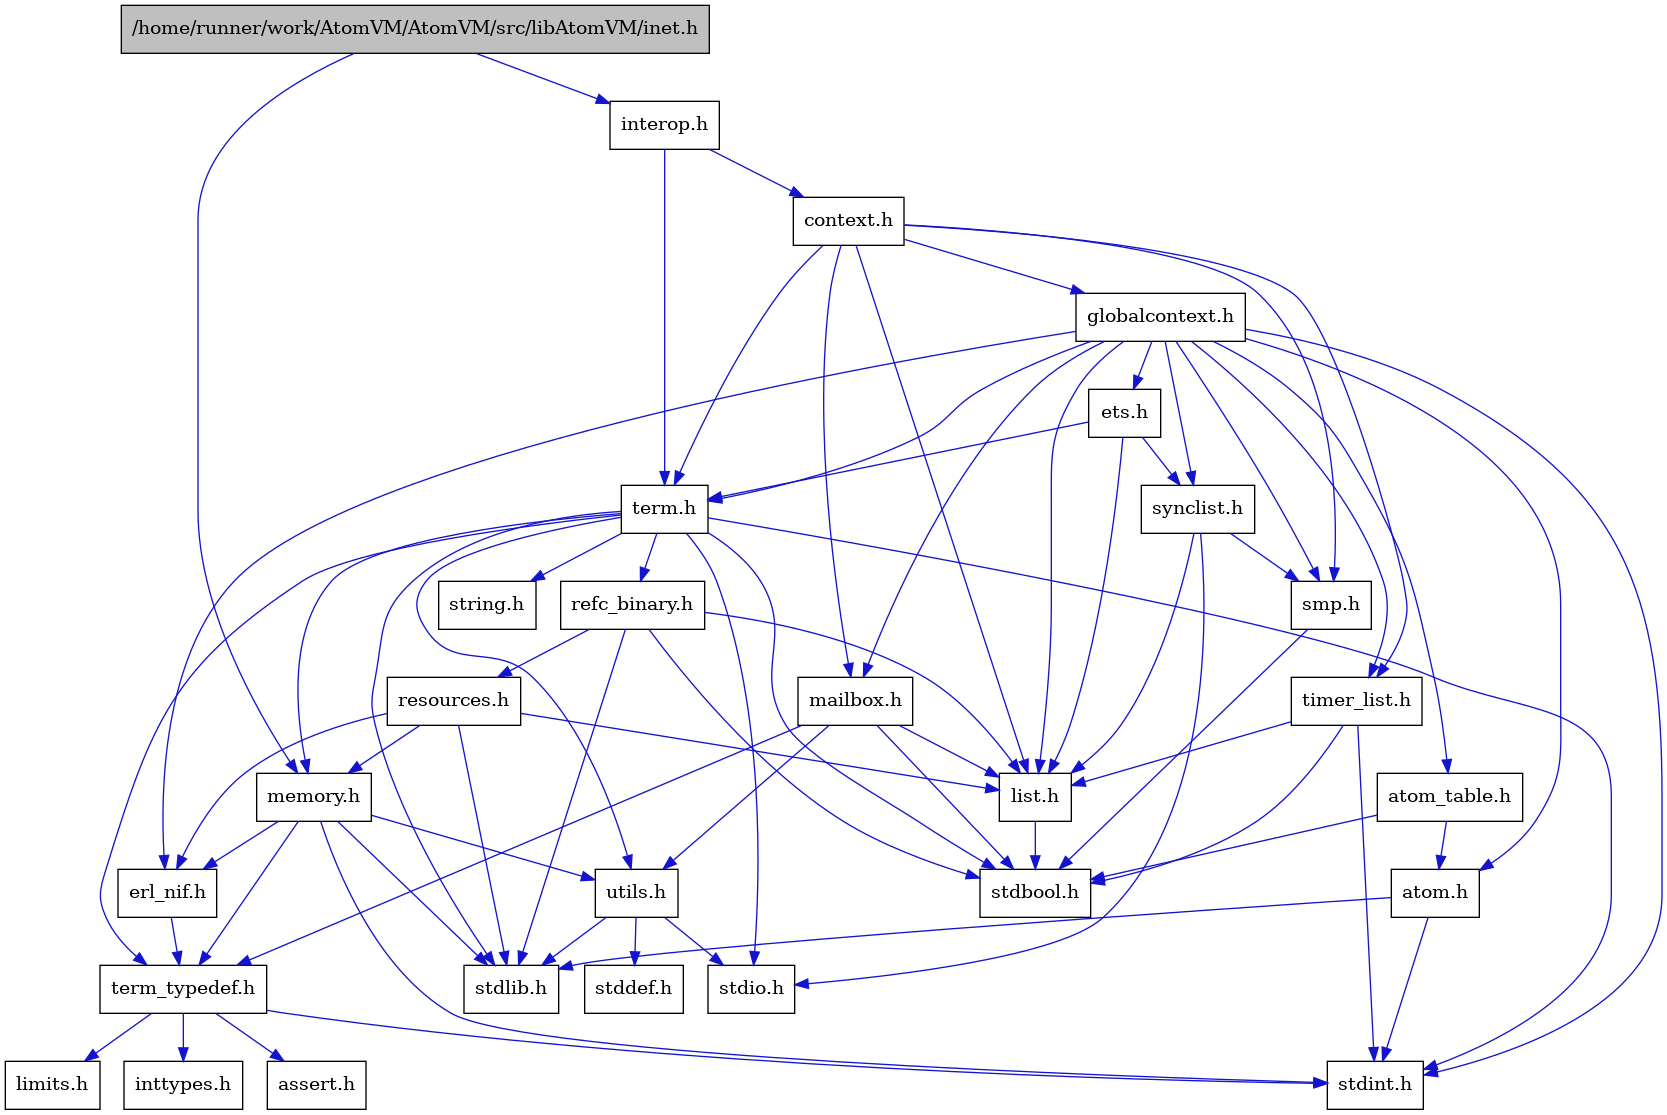 /home/runner/work/AtomVM/AtomVM/src/libAtomVM/inet.h
interop.h
context.h
globalcontext.h
ets.h
term.h
synclist.h
string.h
refc_binary.h
smp.h
resources.h
mailbox.h
timer_list.h
memory.h
list.h
atom_table.h
erl_nif.h
utils.h
stdbool.h
atom.h
term_typedef.h
stdlib.h
stddef.h
stdio.h
limits.h
inttypes.h
assert.h
stdint.h